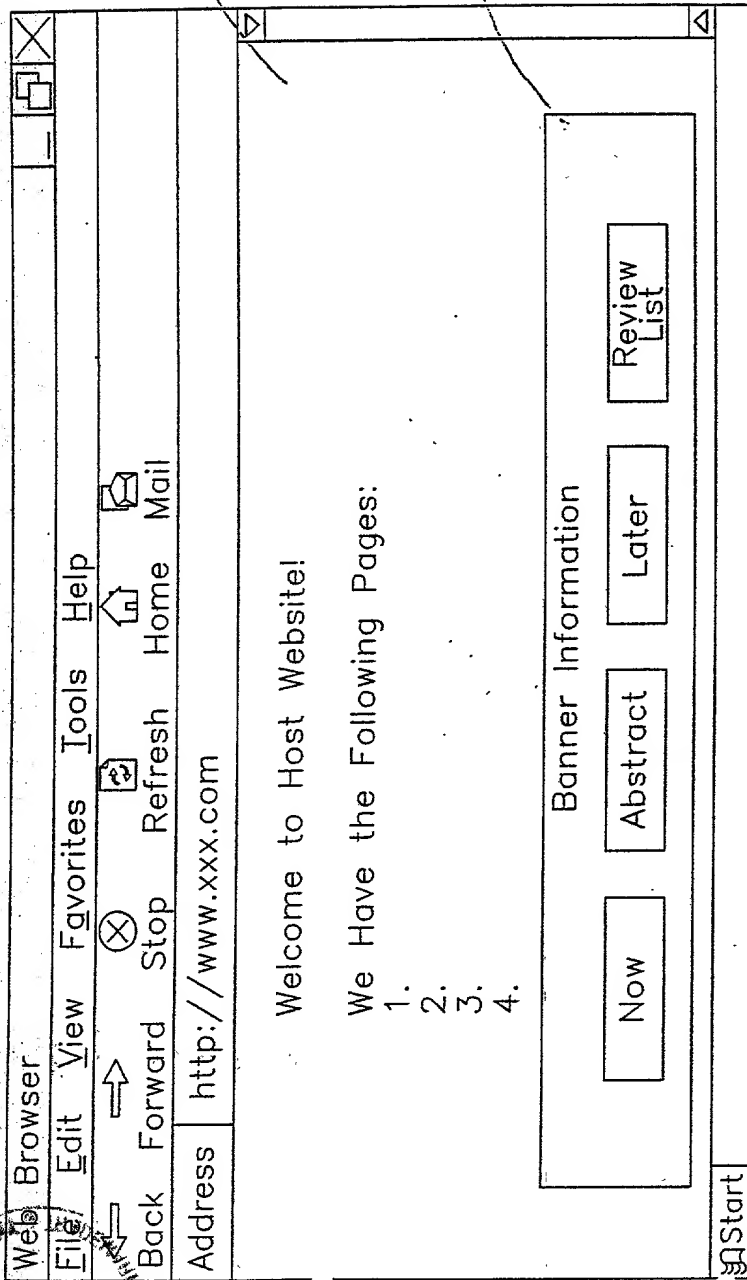 Web Browser
File Edit View Favorites Tools Help
Back Forward Stop Refresh Home Mail
Address http://www.xxx.com
Welcome to Host Website!
We Have the Following Pages:
1.
2.
3.
4.
Banner Information
Now Abstract Later Review
List
Start